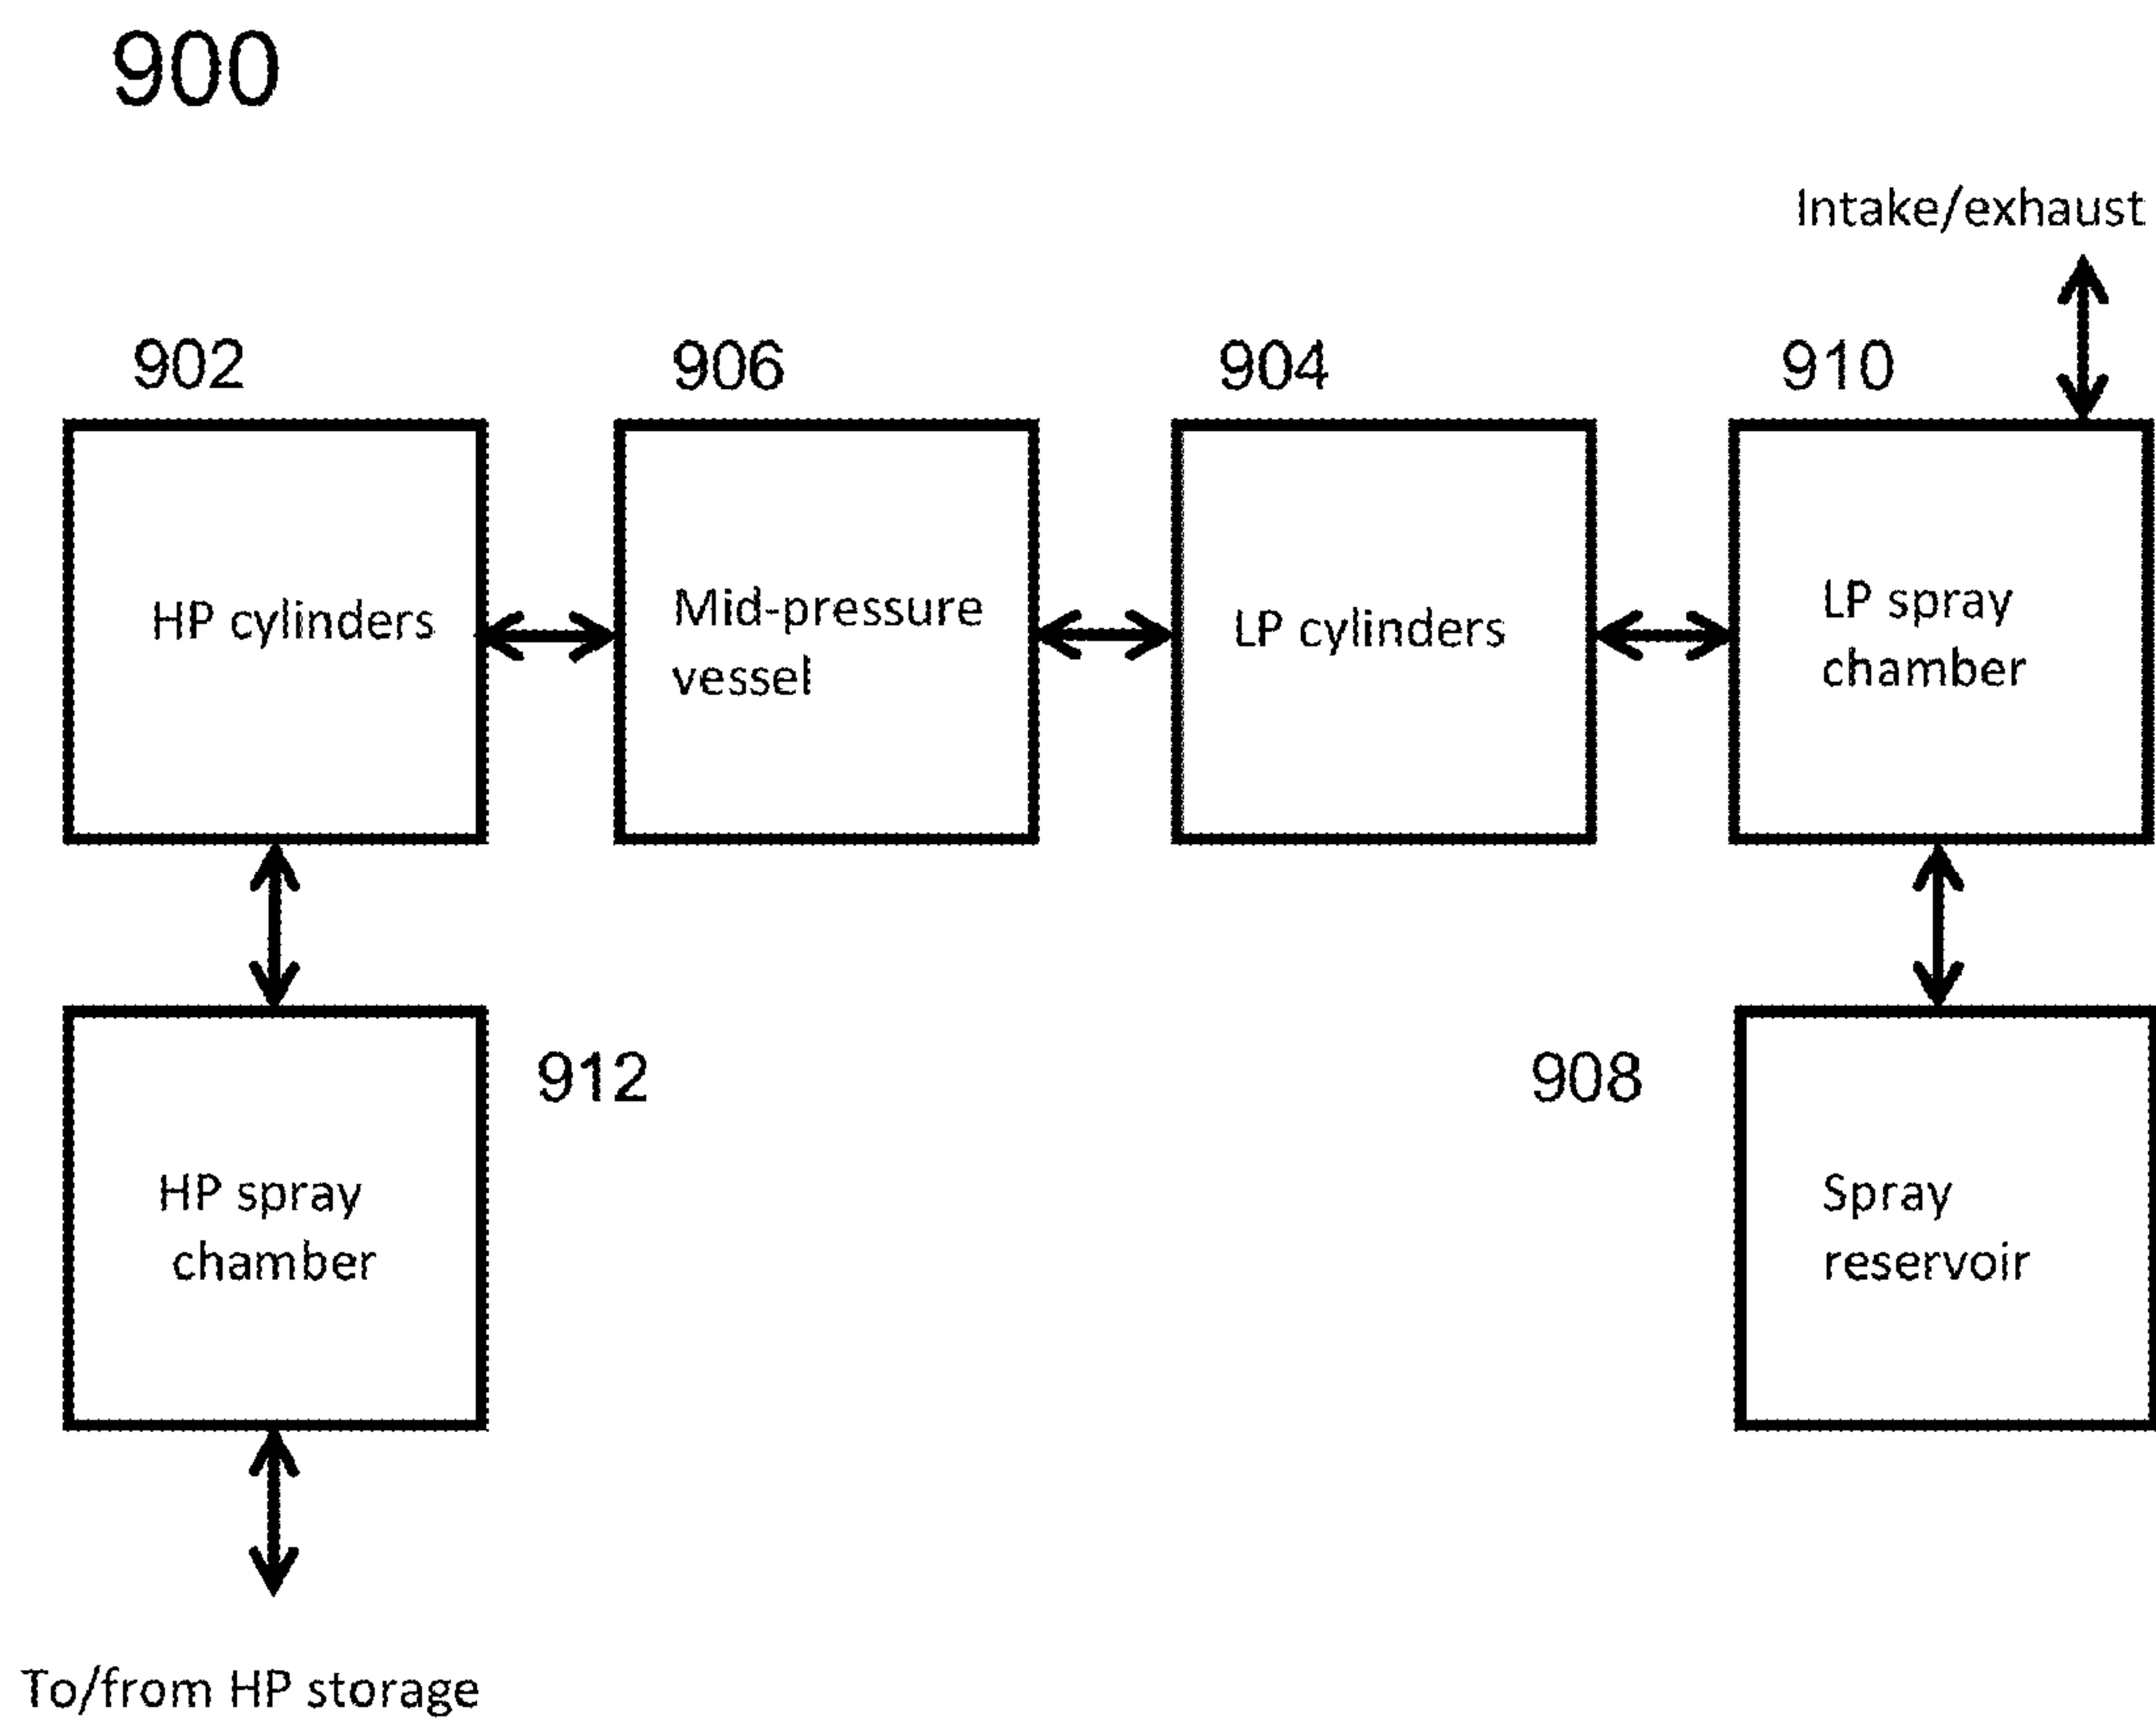 900
Intake/exhaust
902
906
904
910
HP cylinders
Mid-pressure
vessel
LP cylinders
LP spray
chamber
912
908
HP spray
chamber
Spray
reservoir
To/from HP storage